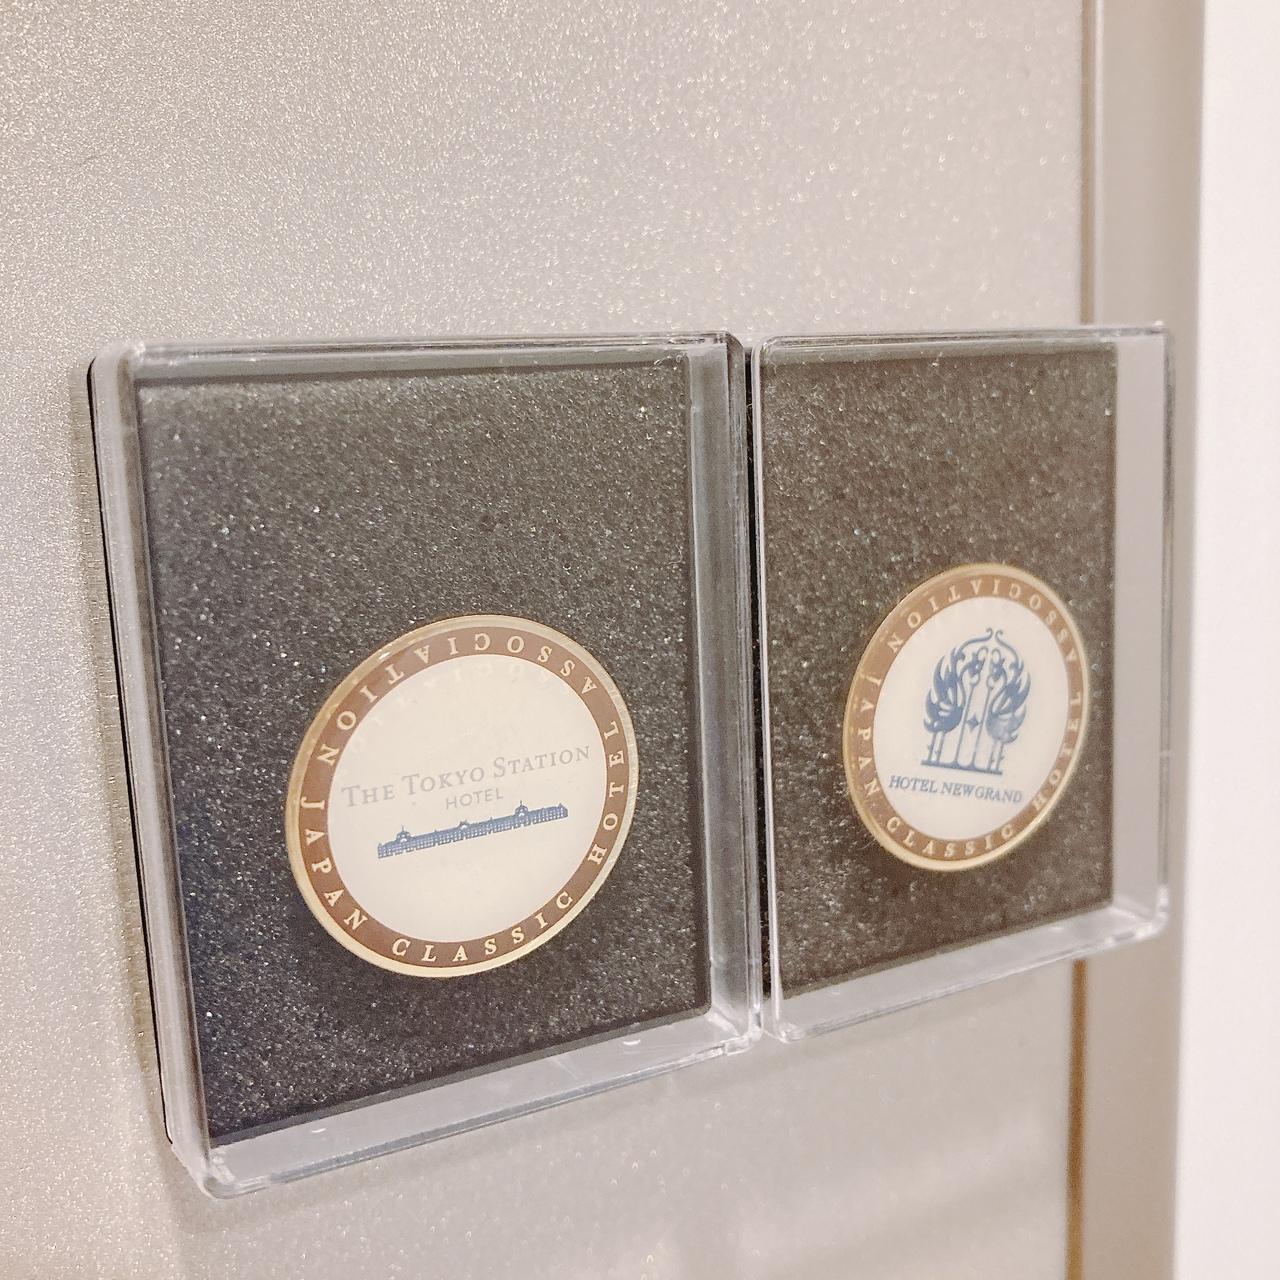 THE TOKYO STATION
HOTEL
JAPAN CLASSIC HOTEL ASSOCIATION
HOTEL NEW GRAND
JAPAN CLASSIC HOTEL ASSOCIATION